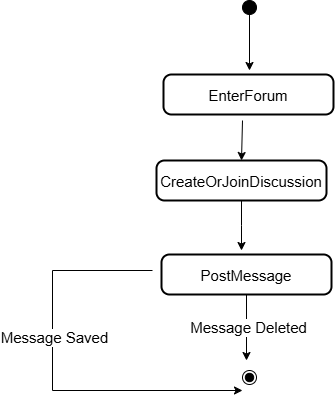 EnterForum
CreateOrJoinDiscussion
PostMessage
Message Deleted
Message Saved